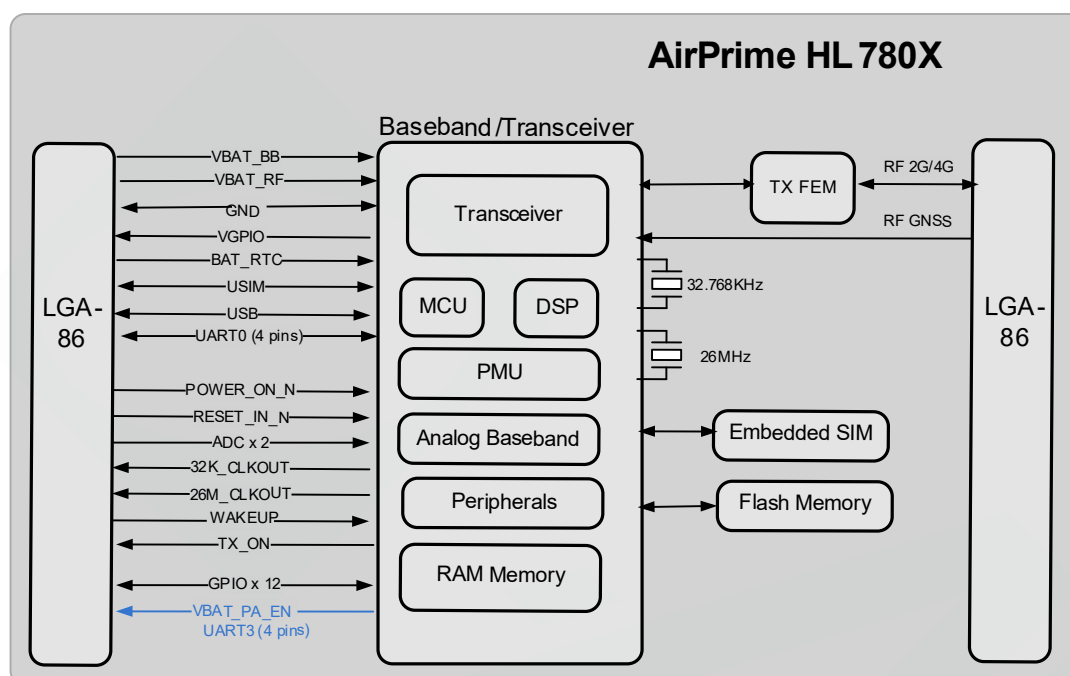 AirPrime HL780X
Baseband/Transceiver
LGA-
86
VBAT_BB
VBAT_RF
GND
VGPIO
BAT_RTC
USIM
USB
UART0 (4 pins)
POWER_ON_N
RESET_IN_N
ADC x 2
32K_CLKOUT
26M_CLKOUT
WAKEUP
TX_ON
GPIO x 12
VBAT_PA_EN
UART3 (4 pins)
Transceiver
MCU
DSP
PMU
Analog Baseband
Peripherals
RAM Memory
TX FEM
RF 2G/4G
RF GNSS
32.768KHz
26MHz
Embedded SIM
Flash Memory
LGA-
86